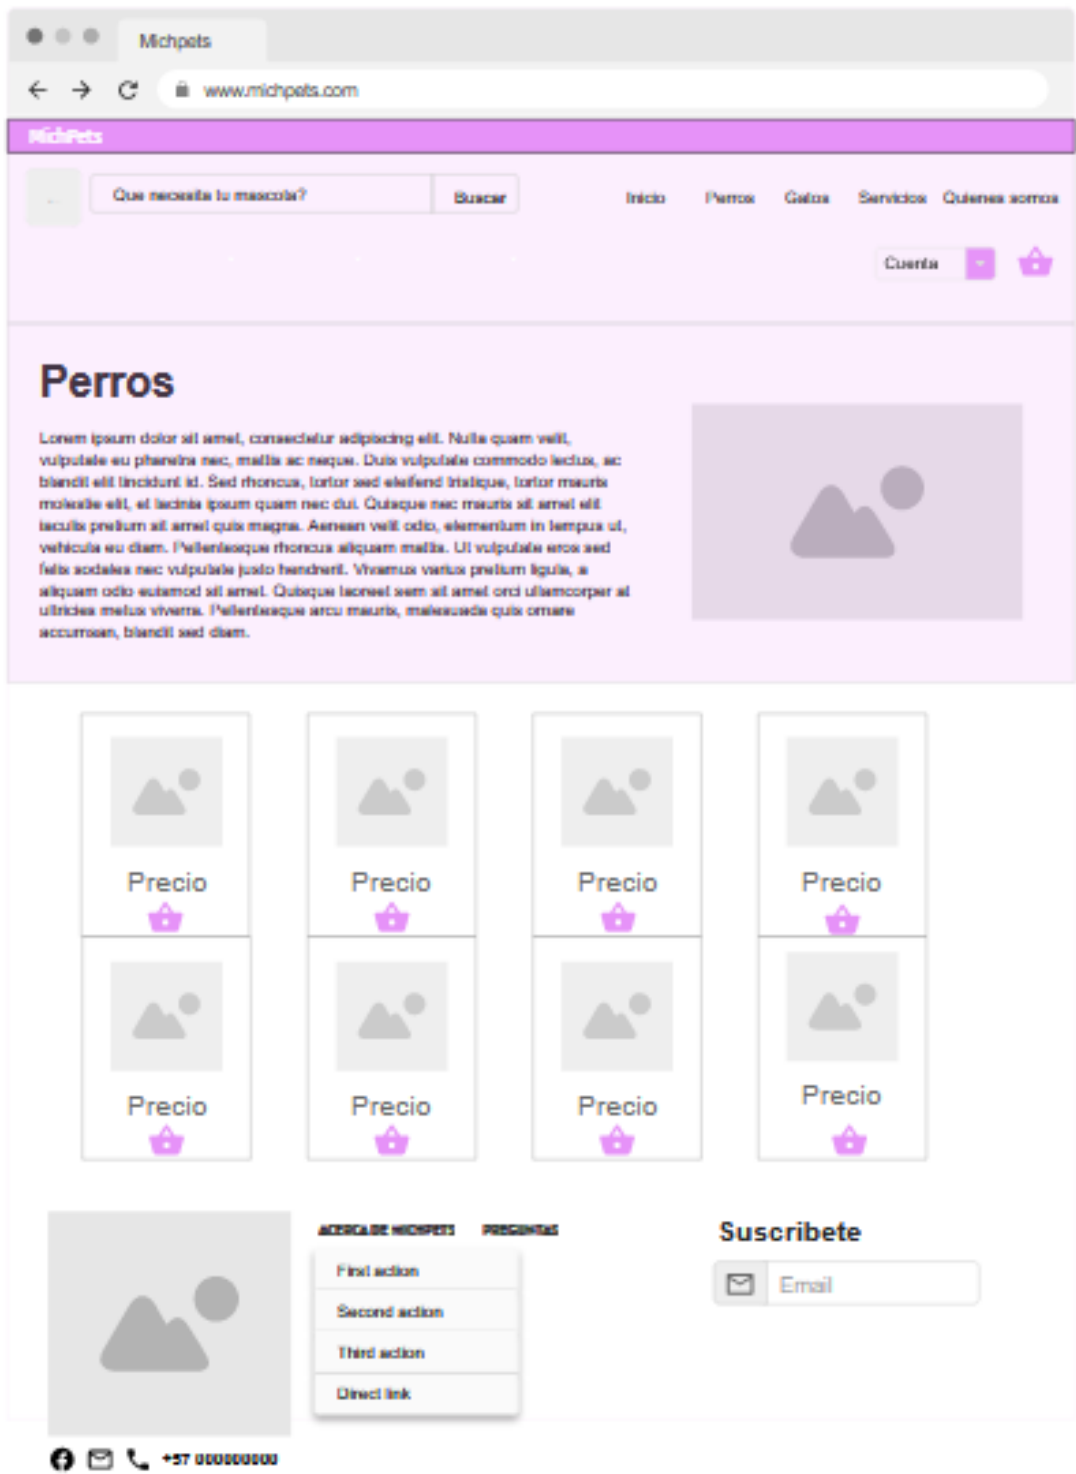 Michpets
www.michpets.com
MichPets
Que necesita tu mascota?
Buscar
Inicio
Perros
Gatos
Servicios
Quienes somos
Cuenta
Perros
Lorem ipsum dolor sit amet, consectetur adipiscing elit. Nulla quam velit,
vulputate eu pharetra nec, mattis ac neque. Duis vulputate commodo lectus, ac
blandit elit tincidunt id. Sed rhoncus, tortor sed eleifend tristique, tortor mauris
molestie elit, et lacinia ipsum quam nec dui. Quisque nec mauris sit amet elit
iaculis pretium sit amet quis magna. Aenean velit odio, elementum in tempus ut,
vehicula eu diam. Pellentesque rhoncus aliquam mattis. Ut vulputate eros sed
felis sodales nec vulputate justo hendrerit. Vivamus varius pretium ligula, a
aliquam odio euismod sit amet. Quisque laoreet sem sit amet orci ullamcorper at
ultricies metus viverra. Pellentesque arcu mauris, malesuada quis ornare
accumsan, blandit sed diam.
Precio
Precio
Precio
Precio
Precio
Precio
Precio
Precio
ACERCA DE MICHPETS
PREGUNTAS
Suscribete
First action
Second action
Third action
Direct link
Email
+57 000000000